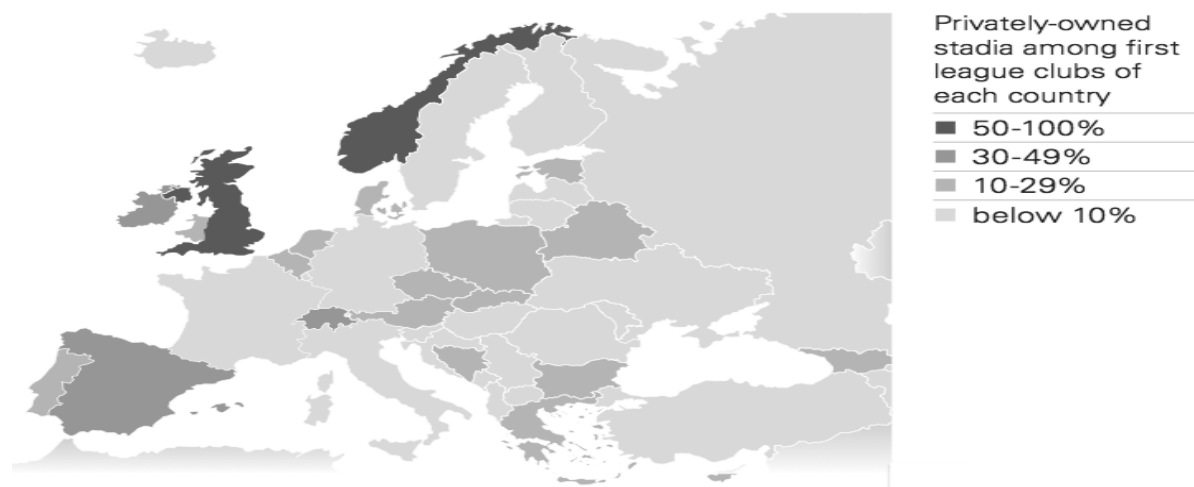 Privately-owned
stadia among first
league clubs of
each country
50-100%
30-49%
10-29%
below 10%